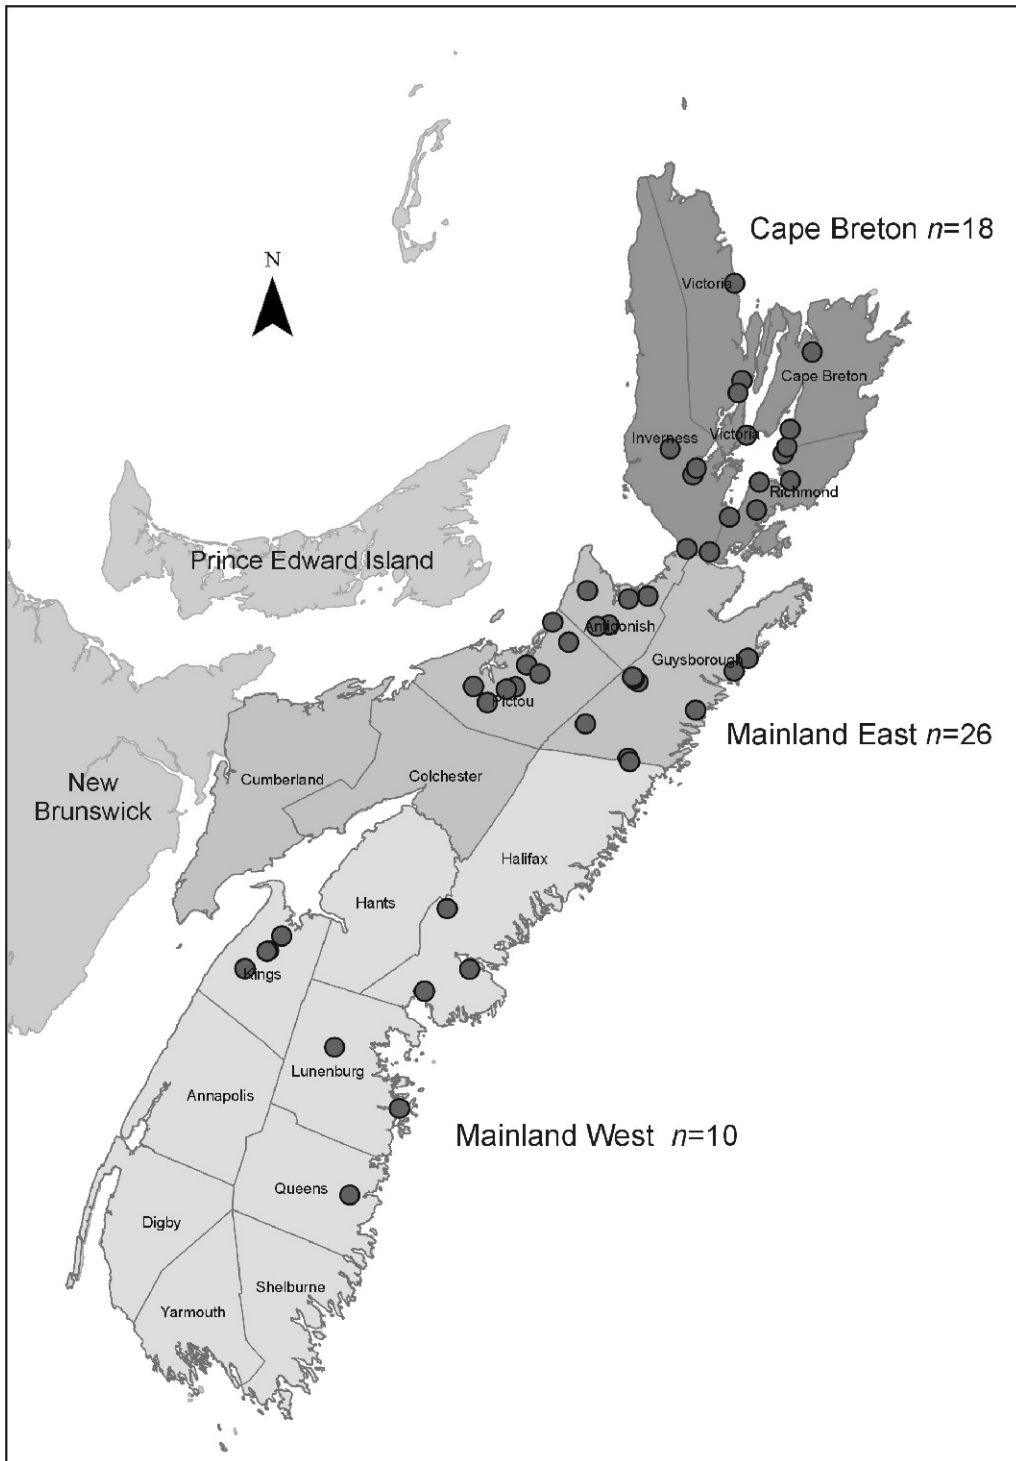 Cape Breton n=18
N
Victoria
Cape Breton
Inverness
Victoria
Richmond
Prince Edward Island
Antigonish
Guysborough
Pictou
Mainland East n=26
New
Brunswick
Cumberland
Colchester
Halifax
Hants
Kings
Lunenburg
Annapolis
Mainland West n=10
Queens
Digby
Shelburne
Yarmouth